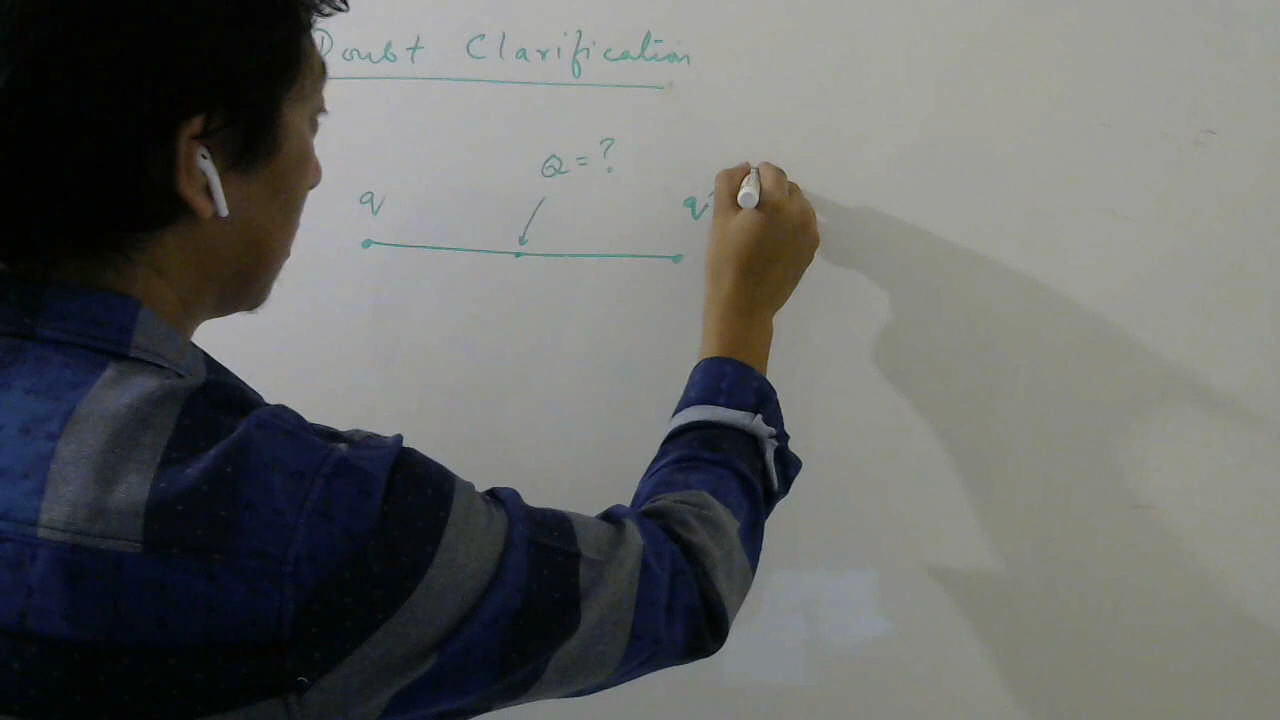 Doubt Clarification
Q = ?
q q